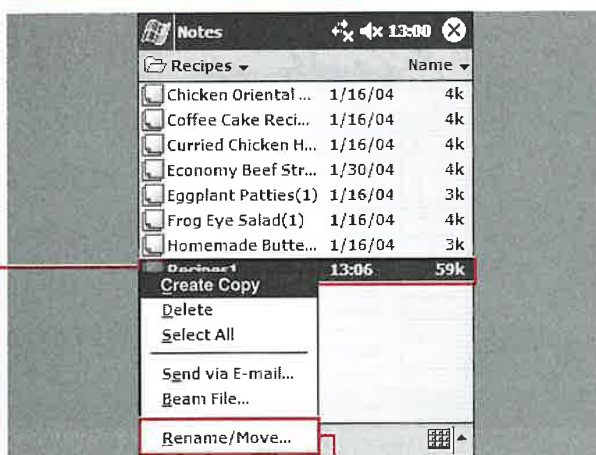 Notes 13:00
Recipes Name
Chicken Oriental ... 1/16/04 4k
Coffee Cake Reci... 1/16/04 4k
Curried Chicken H... 1/16/04 4k
Economy Beef Str... 1/30/04 4k
Eggplant Patties(1) 1/16/04 3k
Frog Eye Salad(1) 1/16/04 4k
Homemade Butte... 1/16/04 3k
Recipes1 13:06 59k
Create Copy
Delete
Select All
Send via E-mail...
Beam File...
Rename/Move...